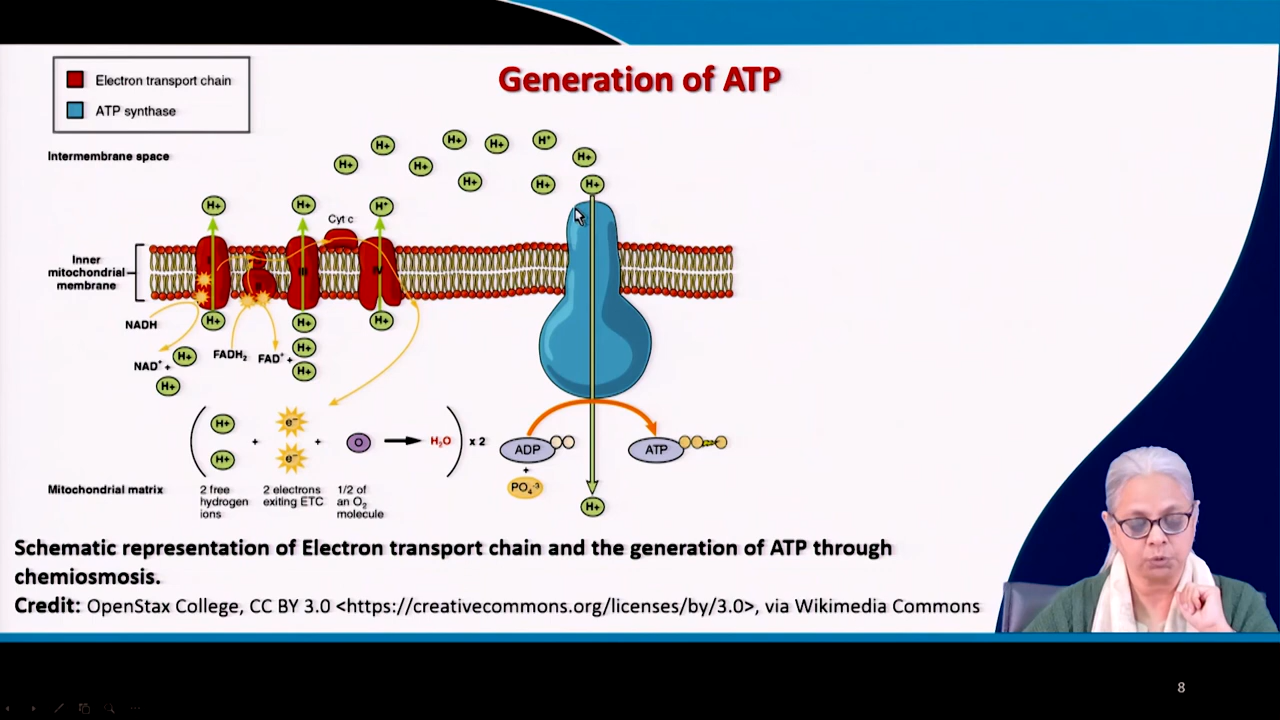 Generation of ATP
Electron transport chain
ATP synthase
Intermembrane space
H+ H+ H+ H+ H⁺ H+
H+ H+ H+ H+ H+
H+ H+ H⁺
Cyt c
Inner
mitochondrial
membrane
III IV
H+ H+ H+
NADH
H+
H+
NAD⁺ +
H+
H+
FADH₂
FAD⁺ +
H+
H+
e⁻
e⁻
+ + O
H₂O
x 2
ADP
+
PO₄⁻³
ATP
H+
Mitochondrial matrix
2 free
hydrogen
ions
2 electrons
exiting ETC
1/2 of
an O₂
molecule
Schematic representation of Electron transport chain and the generation of ATP through
chemiosmosis.
Credit: OpenStax College, CC BY 3.0 <https://creativecommons.org/licenses/by/3.0>, via Wikimedia Commons
8